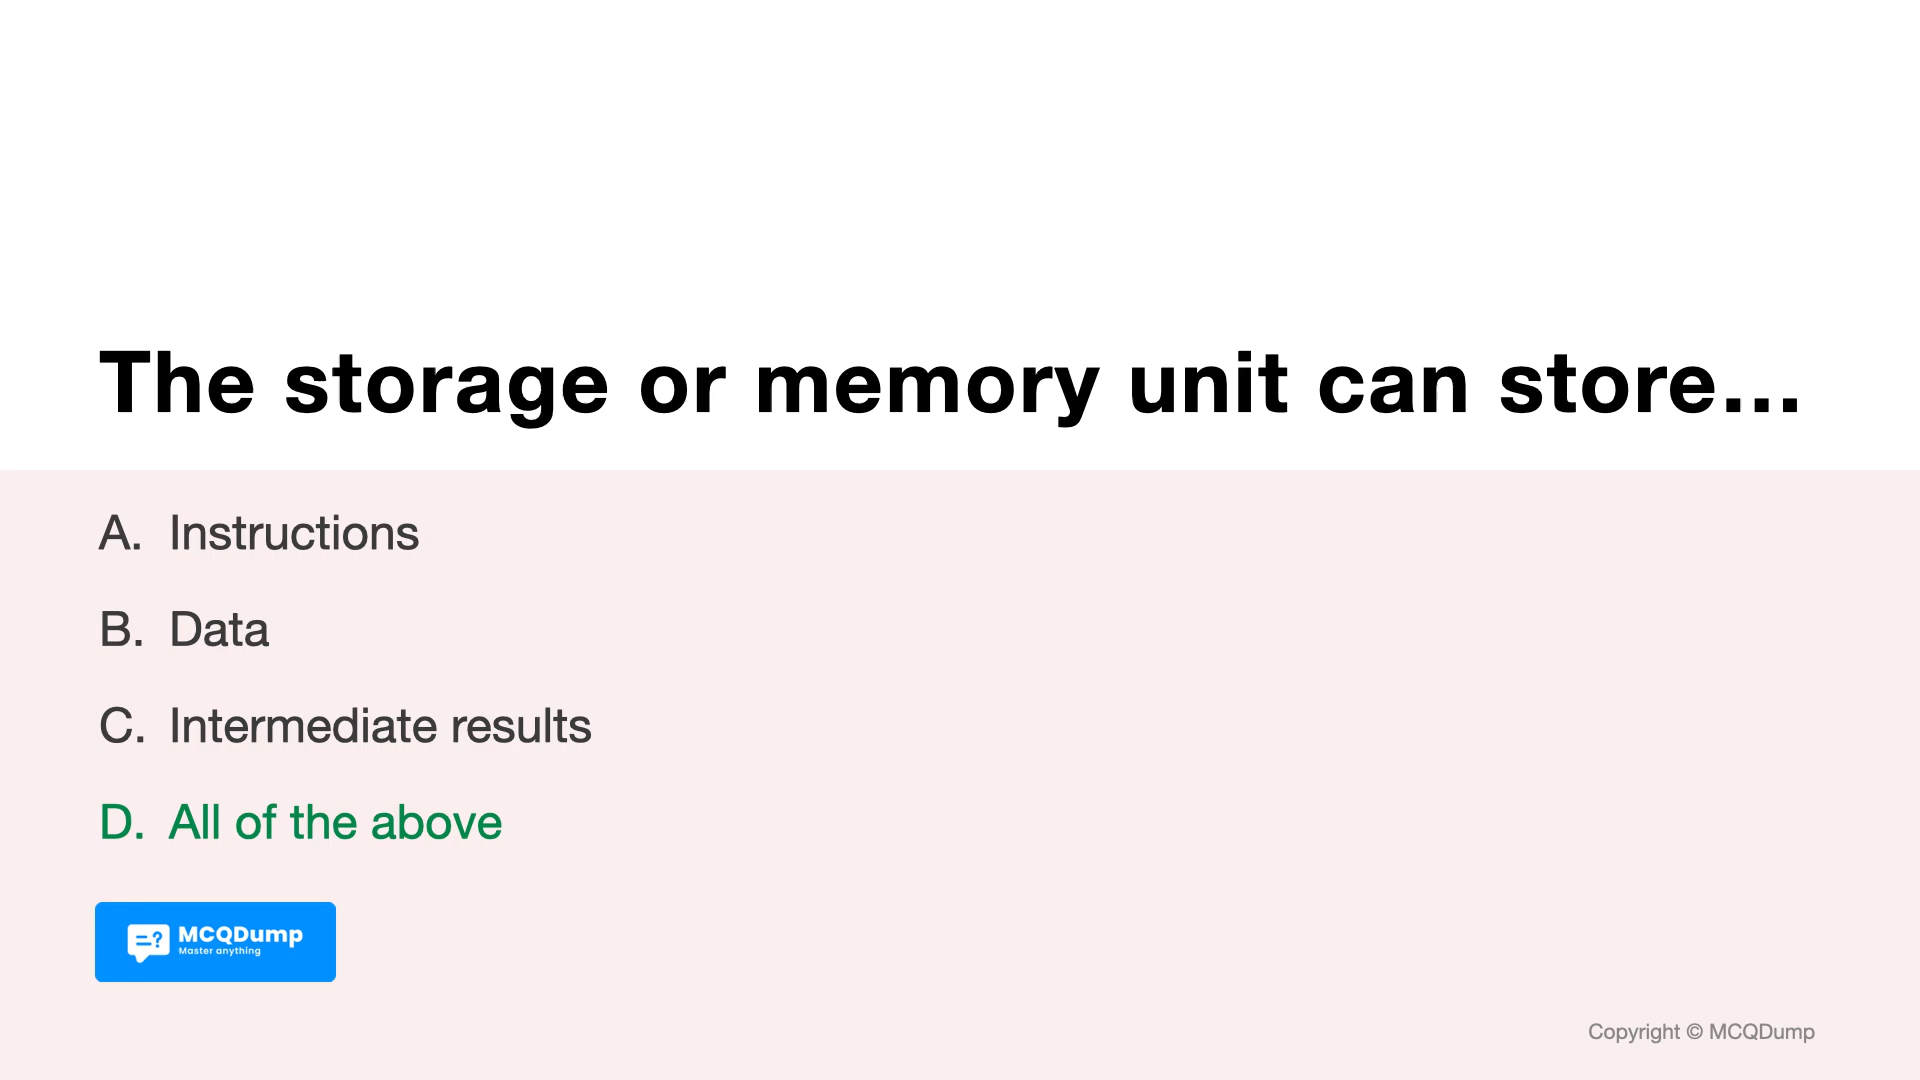 The storage or memory unit can store...
A. Instructions
B. Data
C. Intermediate results
D. All of the above
=? MCQDump
Master anything
Copyright © MCQDump